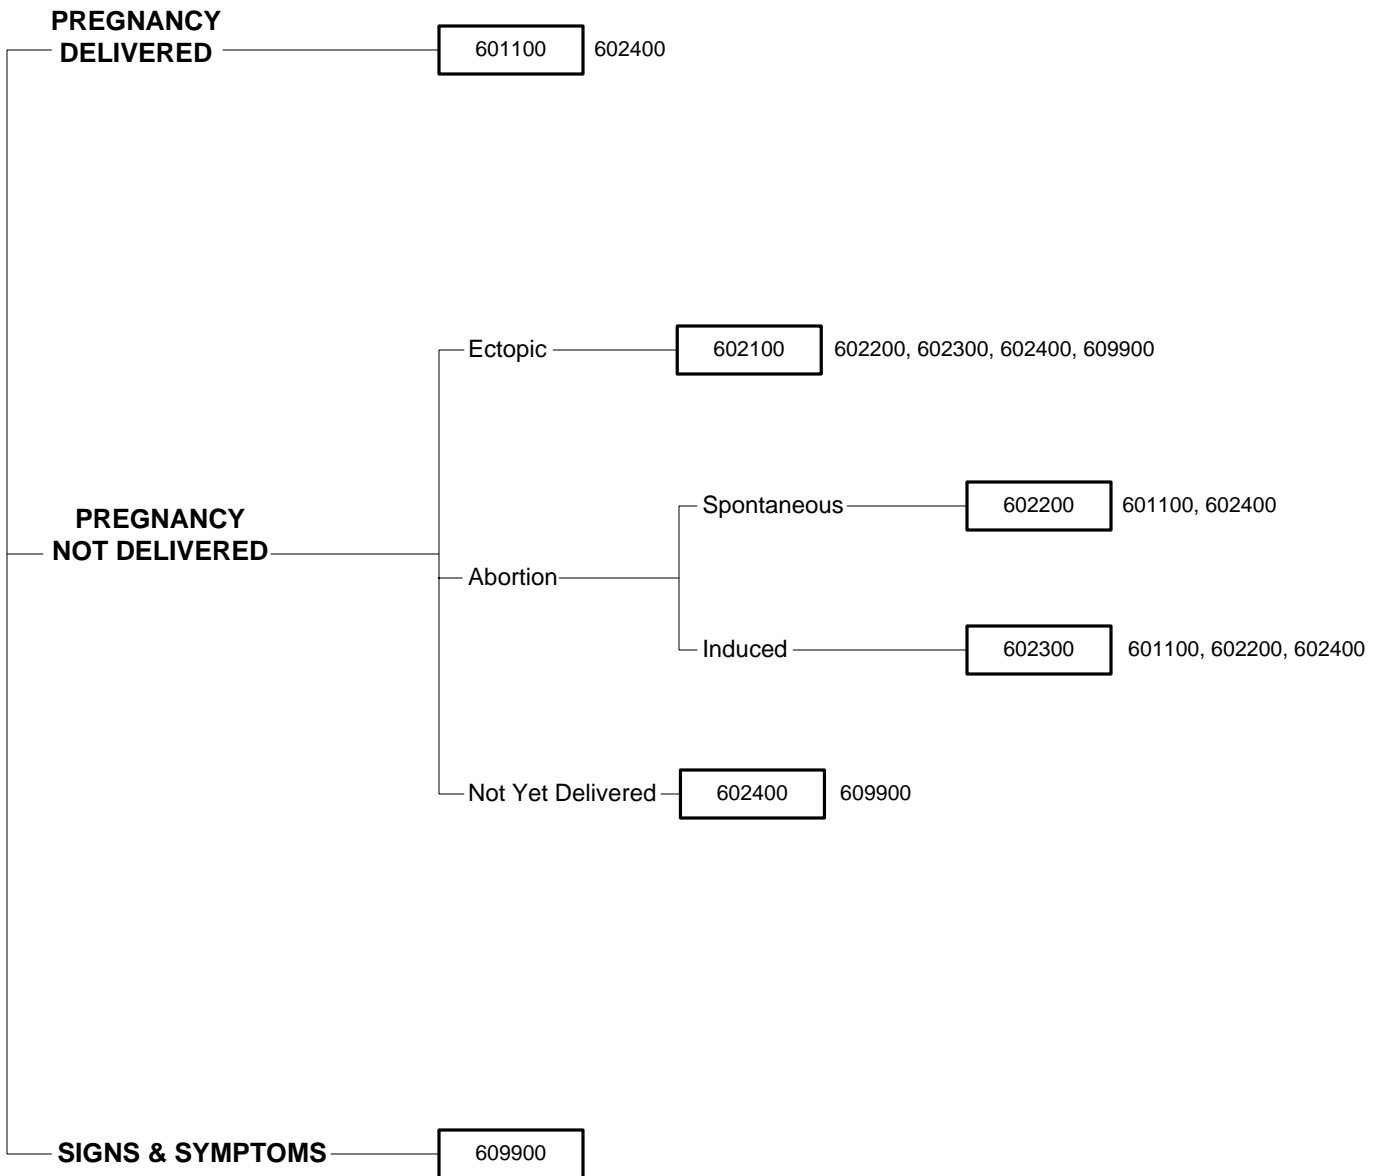 PREGNANCY
DELIVERED
601100 602400
Ectopic 602100 602200, 602300, 602400, 609900
PREGNANCY
NOT DELIVERED
Spontaneous 602200 601100, 602400
Abortion
Induced 602300 601100, 602200, 602400
Not Yet Delivered 602400 609900
SIGNS & SYMPTOMS 609900